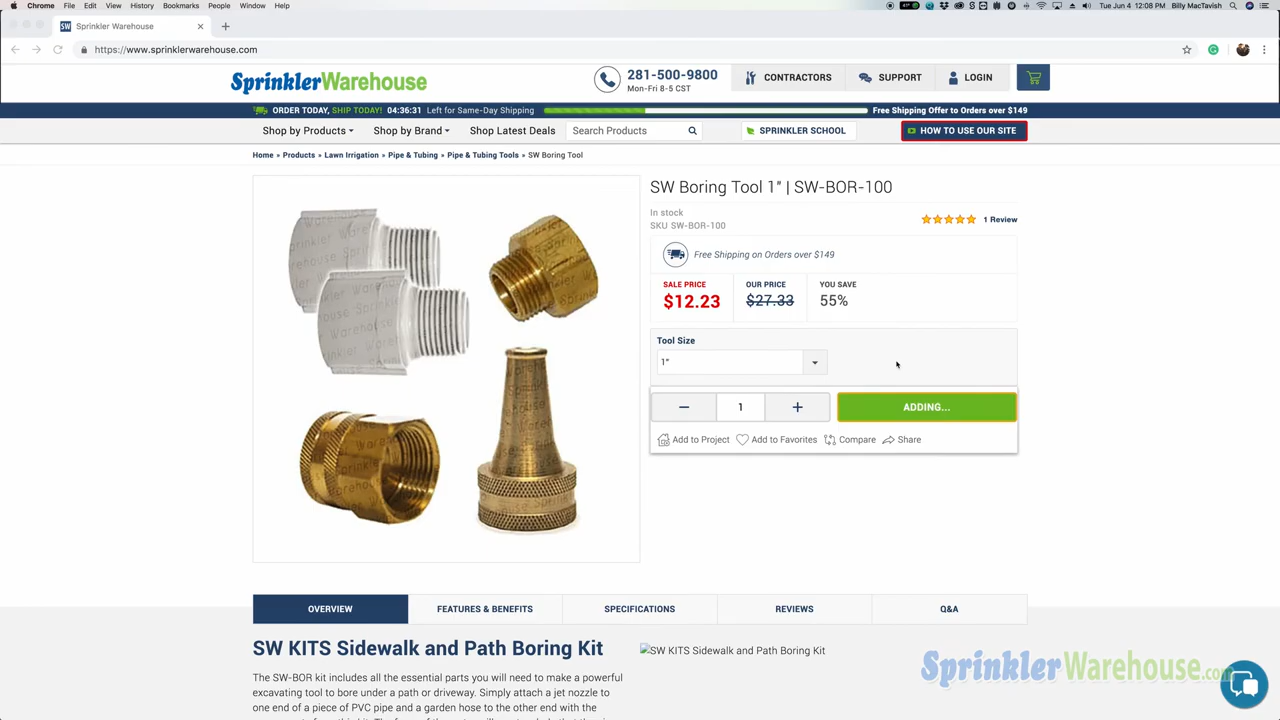 Chrome File Edit View History Bookmarks People Window Help
Tue Jun 4 12:08 PM Billy MacTavish
SW Sprinkler Warehouse
https://www.sprinklerwarehouse.com
SprinklerWarehouse
281-500-9800
Mon-Fri 8-5 CST
CONTRACTORS SUPPORT LOGIN
ORDER TODAY, SHIP TODAY! 04:36:31 Left for Same-Day Shipping Free Shipping Offer to Orders over $149
Shop by Products Shop by Brand Shop Latest Deals Search Products SPRINKLER SCHOOL HOW TO USE OUR SITE
Home » Products » Lawn Irrigation » Pipe & Tubing » Pipe & Tubing Tools » SW Boring Tool
SW Boring Tool 1" | SW-BOR-100
In stock
SKU SW-BOR-100
1 Review
Free Shipping on Orders over $149
SALE PRICE OUR PRICE YOU SAVE
$12.23 $27.33 55%
Tool Size
1"
− 1 + ADDING...
Add to Project Add to Favorites Compare Share
OVERVIEW FEATURES & BENEFITS SPECIFICATIONS REVIEWS Q&A
SW KITS Sidewalk and Path Boring Kit
SW KITS Sidewalk and Path Boring Kit
The SW-BOR kit includes all the essential parts you will need to make a powerful
excavating tool to bore under a path or driveway. Simply attach a jet nozzle to
one end of a piece of PVC pipe and a garden hose to the other end with the
SprinklerWarehouse.com